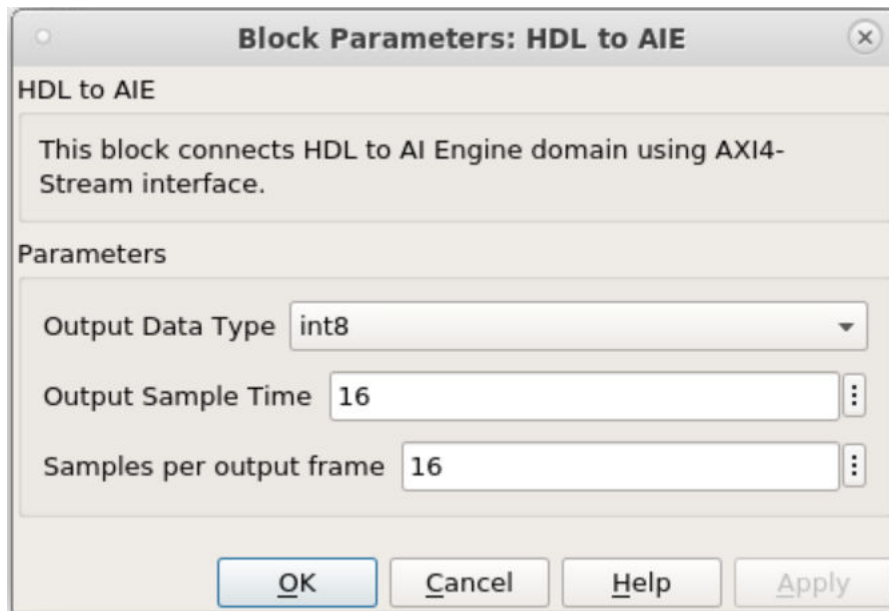 Block Parameters: HDL to AIE
HDL to AIE
This block connects HDL to AI Engine domain using AXI4-
Stream interface.
Parameters
Output Data Type int8
Output Sample Time 16
Samples per output frame 16
OK Cancel Help Apply